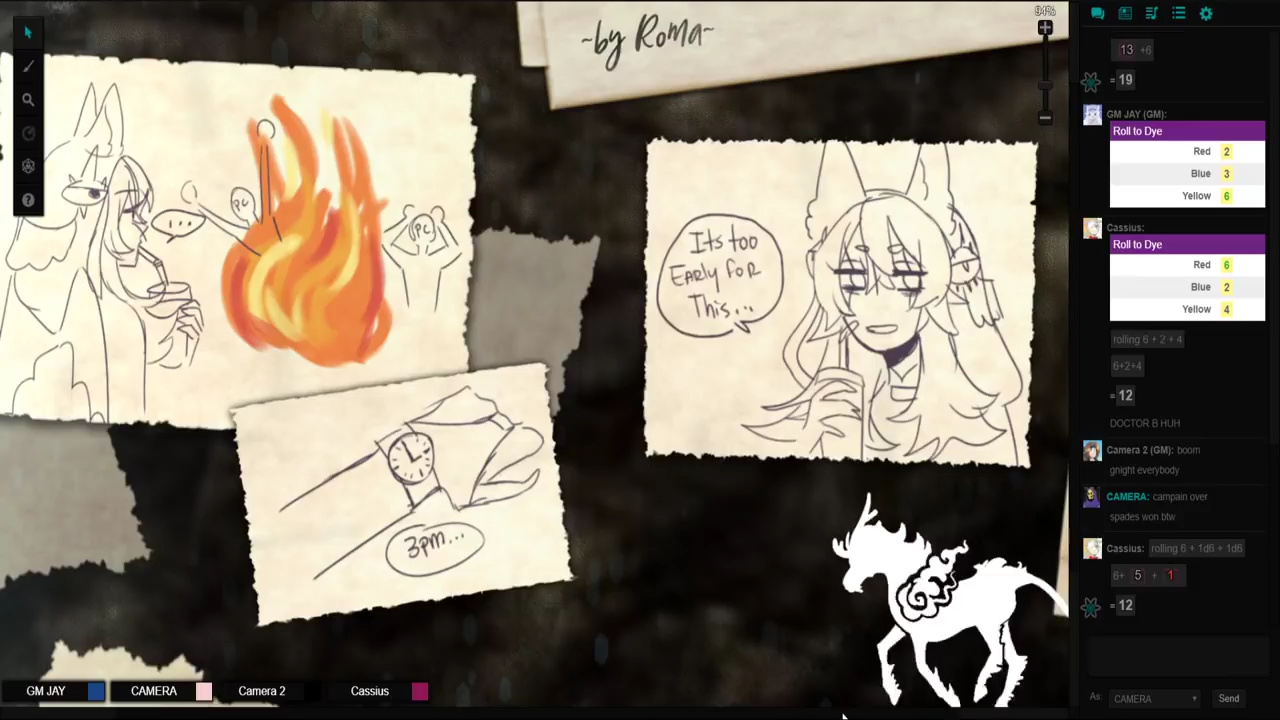 ~by Roma~
94%
PC
...
PC
Its too
Early for
This...
3pm...
13 +6
= 19
GM JAY (GM):
Roll to Dye
Red 2
Blue 3
Yellow 6
Cassius:
Roll to Dye
Red 6
Blue 2
Yellow 4
rolling 6 + 2 + 4
6+2+4
= 12
DOCTOR B HUH
Camera 2 (GM): boom
gnight everybody
CAMERA: campain over
spades won btw
Cassius: rolling 6 + 1d6 + 1d6
6+ 5 + 1
= 12
As: CAMERA Send
GM JAY CAMERA Camera 2 Cassius